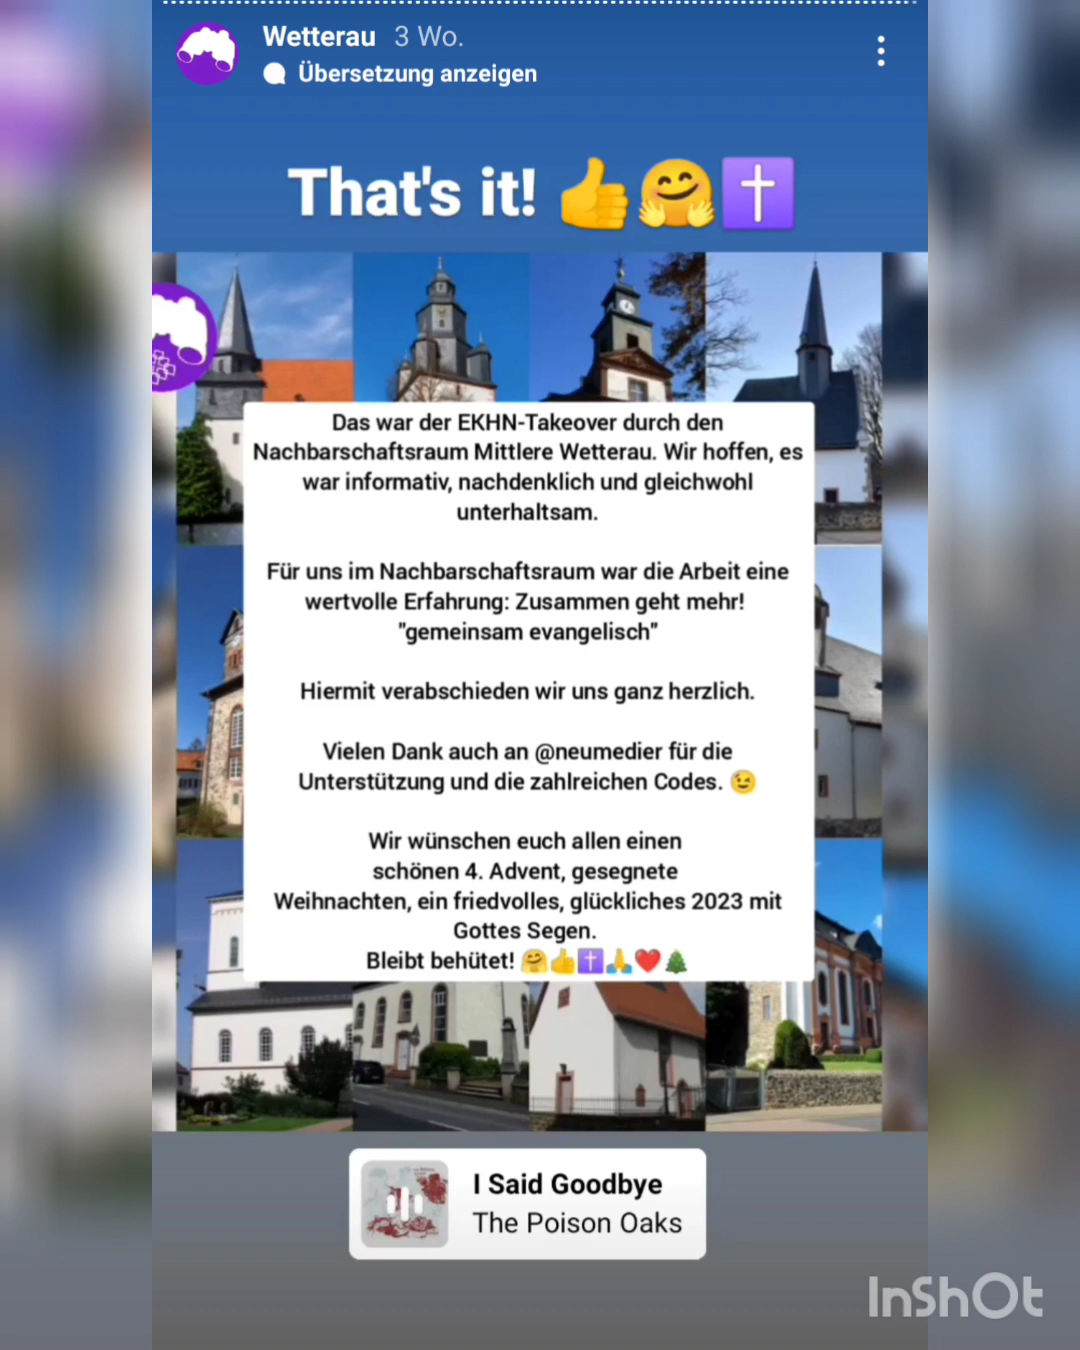 Wetterau 3 Wo.
Übersetzung anzeigen
That's it! 👍🤗✝️
Das war der EKHN-Takeover durch den
Nachbarschaftsraum Mittlere Wetterau. Wir hoffen, es
war informativ, nachdenklich und gleichwohl
unterhaltsam.
Für uns im Nachbarschaftsraum war die Arbeit eine
wertvolle Erfahrung: Zusammen geht mehr!
"gemeinsam evangelisch"
Hiermit verabschieden wir uns ganz herzlich.
Vielen Dank auch an @neumedier für die
Unterstützung und die zahlreichen Codes. 😉
Wir wünschen euch allen einen
schönen 4. Advent, gesegnete
Weihnachten, ein friedvolles, glückliches 2023 mit
Gottes Segen.
Bleibt behütet! 🤗👍✝️🙏❤️🌲
I Said Goodbye
The Poison Oaks
InShOt